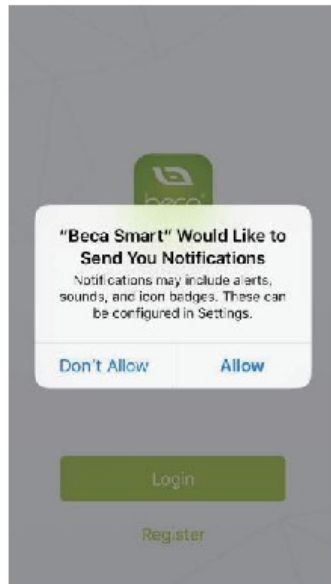 beca
"Beca Smart" Would Like to
Send You Notifications
Notifications may include alerts,
sounds, and icon badges. These can
be configured in Settings.
Don't Allow
Allow
Login
Register